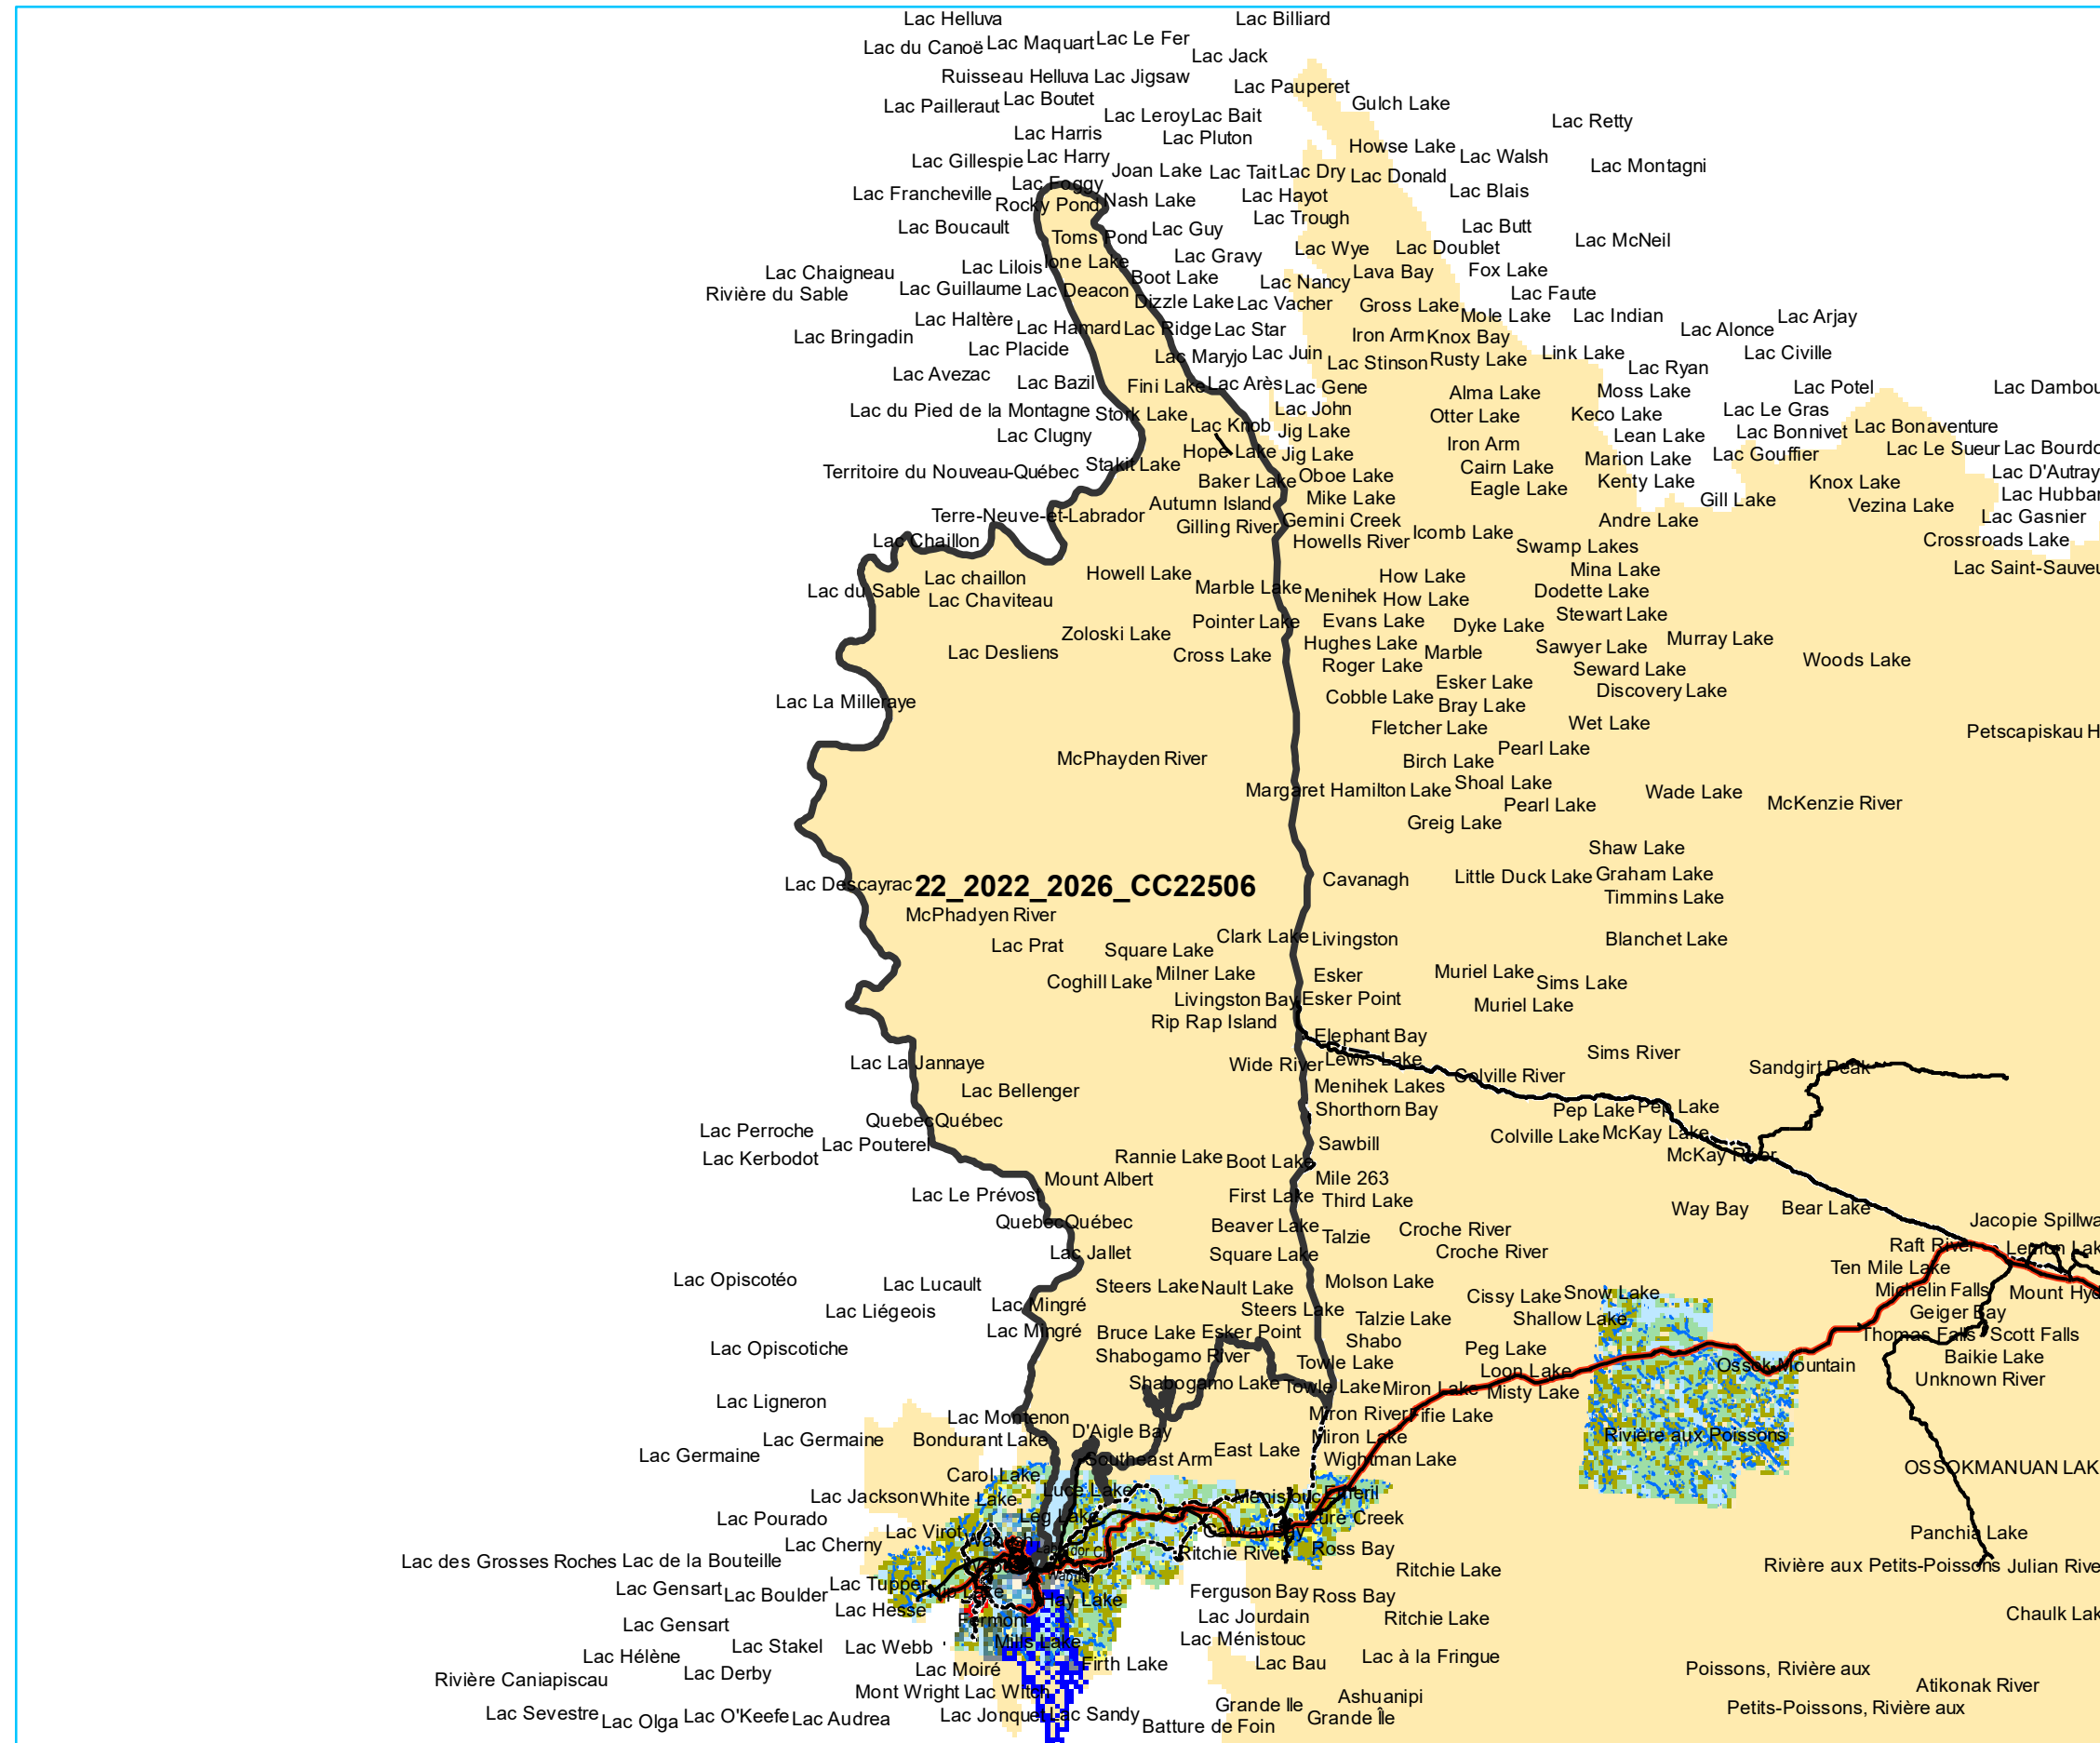 Lac Helluva
Lac Billiard
Lac du Canoë
Lac Maquart
Lac Le Fer
Lac Jack
Ruisseau Helluva
Lac Jigsaw
Lac Pauperet
Lac Pailleraut
Lac Boutet
Gulch Lake
Lac Leroy
Lac Bait
Lac Retty
Lac Harris
Lac Pluton
Howse Lake
Lac Gillespie
Lac Harry
Lac Walsh
Joan Lake
Lac Tait
Lac Dry
Lac Donald
Lac Montagni
Lac Foggy
Lac Francheville
Rocky Pond
Nash Lake
Lac Hayot
Lac Blais
Lac Trough
Lac Boucault
Toms Pond
Lac Guy
Lac Butt
Lac Wye
Lac Doublet
Lac McNeil
Lac Gravy
Lac Chaigneau
Lac Lilois
Ione Lake
Boot Lake
Lava Bay
Fox Lake
Rivière du Sable
Lac Guillaume
Lac Deacon
Lac Nancy
Lac Faute
Dizzle Lake
Lac Vacher
Gross Lake
Lac Haltère
Lac Hamard
Lac Ridge
Lac Star
Mole Lake
Lac Indian
Lac Arjay
Lac Bringadin
Iron Arm
Knox Bay
Lac Alonce
Lac Placide
Lac Maryjo
Lac Juin
Lac Stinson
Rusty Lake
Link Lake
Lac Civille
Lac Avezac
Lac Bazil
Fini Lake
Lac Arès
Lac Gene
Lac Ryan
Alma Lake
Moss Lake
Lac Potel
Lac Dambou
Lac du Pied de la Montagne
Stork Lake
Lac John
Otter Lake
Keco Lake
Lac Le Gras
Lac Clugny
Lac Knob
Jig Lake
Lean Lake
Lac Bonnivet
Lac Bonaventure
Hope Lake
Jig Lake
Iron Arm
Marion Lake
Lac Gouffier
Lac Le Sueur
Lac Bourdo
Territoire du Nouveau-Québec
Stakit Lake
Baker Lake
Oboe Lake
Cairn Lake
Kenty Lake
Knox Lake
Lac D'Autray
Autumn Island
Mike Lake
Eagle Lake
Gill Lake
Vezina Lake
Lac Hubbar
Terre-Neuve-et-Labrador
Gilling River
Gemini Creek
Andre Lake
Lac Gasnier
Lac Chaillon
Howells River
Icomb Lake
Swamp Lakes
Crossroads Lake
Lac chaillon
Howell Lake
How Lake
Mina Lake
Lac Saint-Sauveu
Lac du Sable
Lac Chaviteau
Marble Lake
Menihek
How Lake
Dodette Lake
Pointer Lake
Evans Lake
Dyke Lake
Stewart Lake
Zoloski Lake
Hughes Lake
Marble
Sawyer Lake
Murray Lake
Lac Desliens
Cross Lake
Roger Lake
Seward Lake
Woods Lake
Esker Lake
Discovery Lake
Lac La Milleraye
Cobble Lake
Bray Lake
Fletcher Lake
Wet Lake
Petscapiskau H
McPhayden River
Birch Lake
Pearl Lake
Margaret Hamilton Lake
Shoal Lake
Pearl Lake
Wade Lake
McKenzie River
Greig Lake
Shaw Lake
Lac Descayrac
22_2022_2026_CC22506
Cavanagh
Little Duck Lake
Graham Lake
Timmins Lake
McPhadyen River
Lac Prat
Square Lake
Clark Lake
Livingston
Blanchet Lake
Coghill Lake
Milner Lake
Esker
Muriel Lake
Sims Lake
Livingston Bay
Esker Point
Muriel Lake
Rip Rap Island
Elephant Bay
Lac La Jannaye
Wide River
Lewis Lake
Sims River
Sandgirt Peak
Lac Bellenger
Menihek Lakes
Colville River
Quebec
Québec
Shorthorn Bay
Pep Lake
Pep Lake
Lac Perroche
Lac Pouterel
Sawbill
Colville Lake
McKay Lake
Lac Kerbodot
Rannie Lake
Boot Lake
McKay River
Mount Albert
Mile 263
Lac Le Prévost
First Lake
Third Lake
Way Bay
Bear Lake
Quebec
Québec
Beaver Lake
Talzie
Croche River
Jacopie Spillwa
Lac Jallet
Square Lake
Croche River
Raft River
Lemon Lak
Lac Opiscotéo
Lac Lucault
Steers Lake
Nault Lake
Molson Lake
Ten Mile Lake
Lac Liégeois
Lac Mingré
Steers Lake
Cissy Lake
Snow Lake
Michelin Falls
Mount Hyd
Lac Mingré
Bruce Lake
Esker Point
Talzie Lake
Shallow Lake
Geiger Bay
Lac Opiscotiche
Shabogamo River
Shabo
Peg Lake
Thomas Falls
Scott Falls
Towle Lake
Loon Lake
Ossok Mountain
Baikie Lake
Shabogamo Lake
Towle Lake
Miron Lake
Misty Lake
Unknown River
Lac Ligneron
Lac Montenon
D'Aigle Bay
Miron River
Fifie Lake
Lac Germaine
Lac Germaine
Bondurant Lake
Southeast Arm
East Lake
Miron Lake
Wightman Lake
Rivière aux Poissons
OSSOKMANUAN LAK
Carol Lake
Luce Lake
Menistouc
Emeril
Lac Jackson
White Lake
Leg Lake
Lac Pourado
Lac Virot
Wabush
Galway Bay
Panchia Lake
Lac Cherny
Labrador Cit
Ritchie River
Ross Bay
Lac des Grosses Roches
Lac de la Bouteille
Wabush
Ritchie Lake
Rivière aux Petits-Poissons
Julian Rive
Lac Gensart
Lac Boulder
Lac Tupper
Ferguson Bay
Ross Bay
Lac Hesse
Hay Lake
Lac Jourdain
Ritchie Lake
Chaulk Lak
Lac Gensart
Fermont
Lac Ménistouc
Lac Hélène
Lac Stakel
Lac Webb
Mills Lake
Firth Lake
Lac Bau
Lac à la Fringue
Rivière Caniapiscau
Lac Derby
Lac Moiré
Poissons, Rivière aux
Mont Wright
Lac Witch
Grande Ile
Ashuanipi
Atikonak River
Lac Sevestre
Lac Olga
Lac O'Keefe
Lac Audrea
Lac Jonquet
Lac Sandy
Batture de Foin
Grande Île
Petits-Poissons, Rivière aux